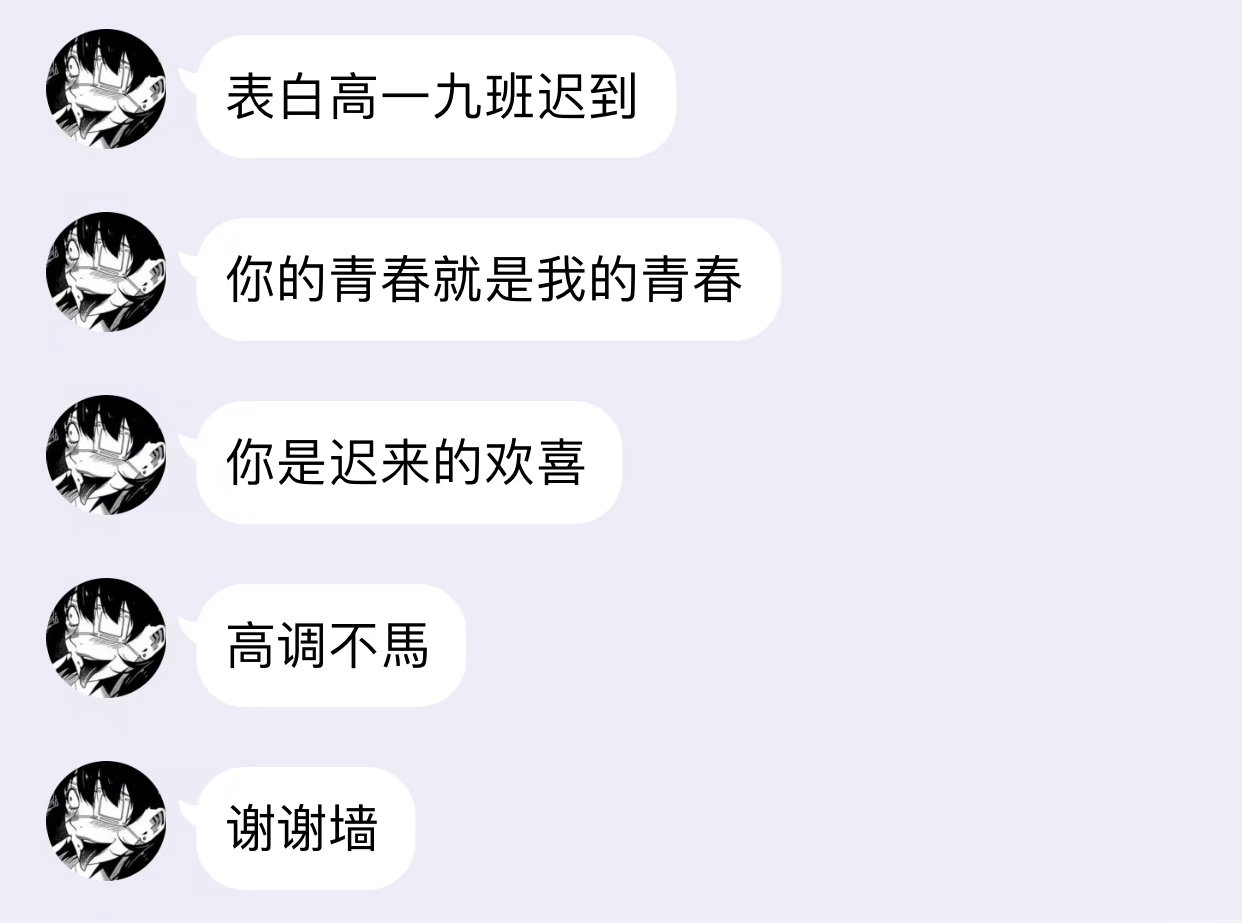 表白高一九班迟到
你的青春就是我的青春
你是迟来的欢喜
高调不馬
谢谢墙